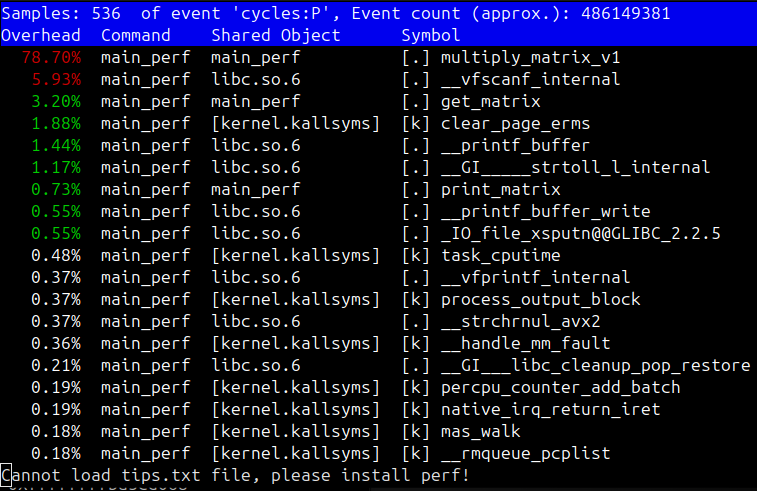 Samples: 536  of event 'cycles:P', Event count (approx.): 486149381
Overhead  Command    Shared Object      Symbol
78.70%  main_perf  main_perf          [.] multiply_matrix_v1
5.93%  main_perf  libc.so.6          [.] __vfscanf_internal
3.20%  main_perf  main_perf          [.] get_matrix
1.88%  main_perf  [kernel.kallsyms]  [k] clear_page_erms
1.44%  main_perf  libc.so.6          [.] __printf_buffer
1.17%  main_perf  libc.so.6          [.] __GI_____strtoll_l_internal
0.73%  main_perf  main_perf          [.] print_matrix
0.55%  main_perf  libc.so.6          [.] __printf_buffer_write
0.55%  main_perf  libc.so.6          [.] _IO_file_xsputn@@GLIBC_2.2.5
0.48%  main_perf  [kernel.kallsyms]  [k] task_cputime
0.37%  main_perf  libc.so.6          [.] __vfprintf_internal
0.37%  main_perf  [kernel.kallsyms]  [k] process_output_block
0.37%  main_perf  libc.so.6          [.] __strchrnul_avx2
0.36%  main_perf  [kernel.kallsyms]  [k] __handle_mm_fault
0.21%  main_perf  libc.so.6          [.] __GI___libc_cleanup_pop_restore
0.19%  main_perf  [kernel.kallsyms]  [k] percpu_counter_add_batch
0.19%  main_perf  [kernel.kallsyms]  [k] native_irq_return_iret
0.18%  main_perf  [kernel.kallsyms]  [k] mas_walk
0.18%  main_perf  [kernel.kallsyms]  [k] __rmqueue_pcplist
Cannot load tips.txt file, please install perf!